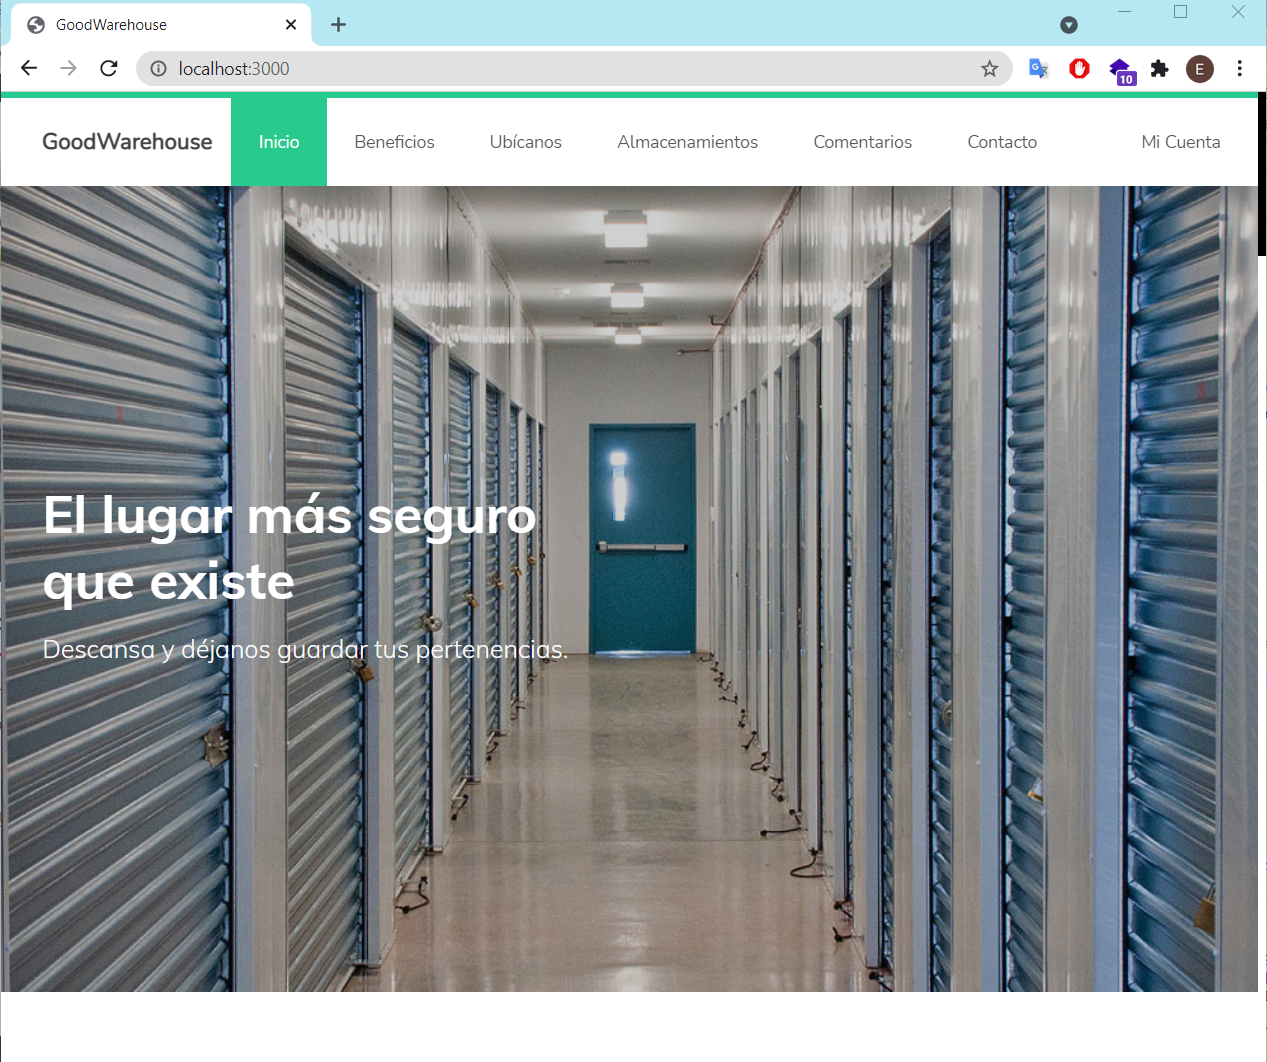 GoodWarehouse
localhost:3000
10
E
GoodWarehouse Inicio Beneficios Ubícanos Almacenamientos Comentarios Contacto Mi Cuenta
El lugar más seguro
que existe
Descansa y déjanos guardar tus pertenencias.